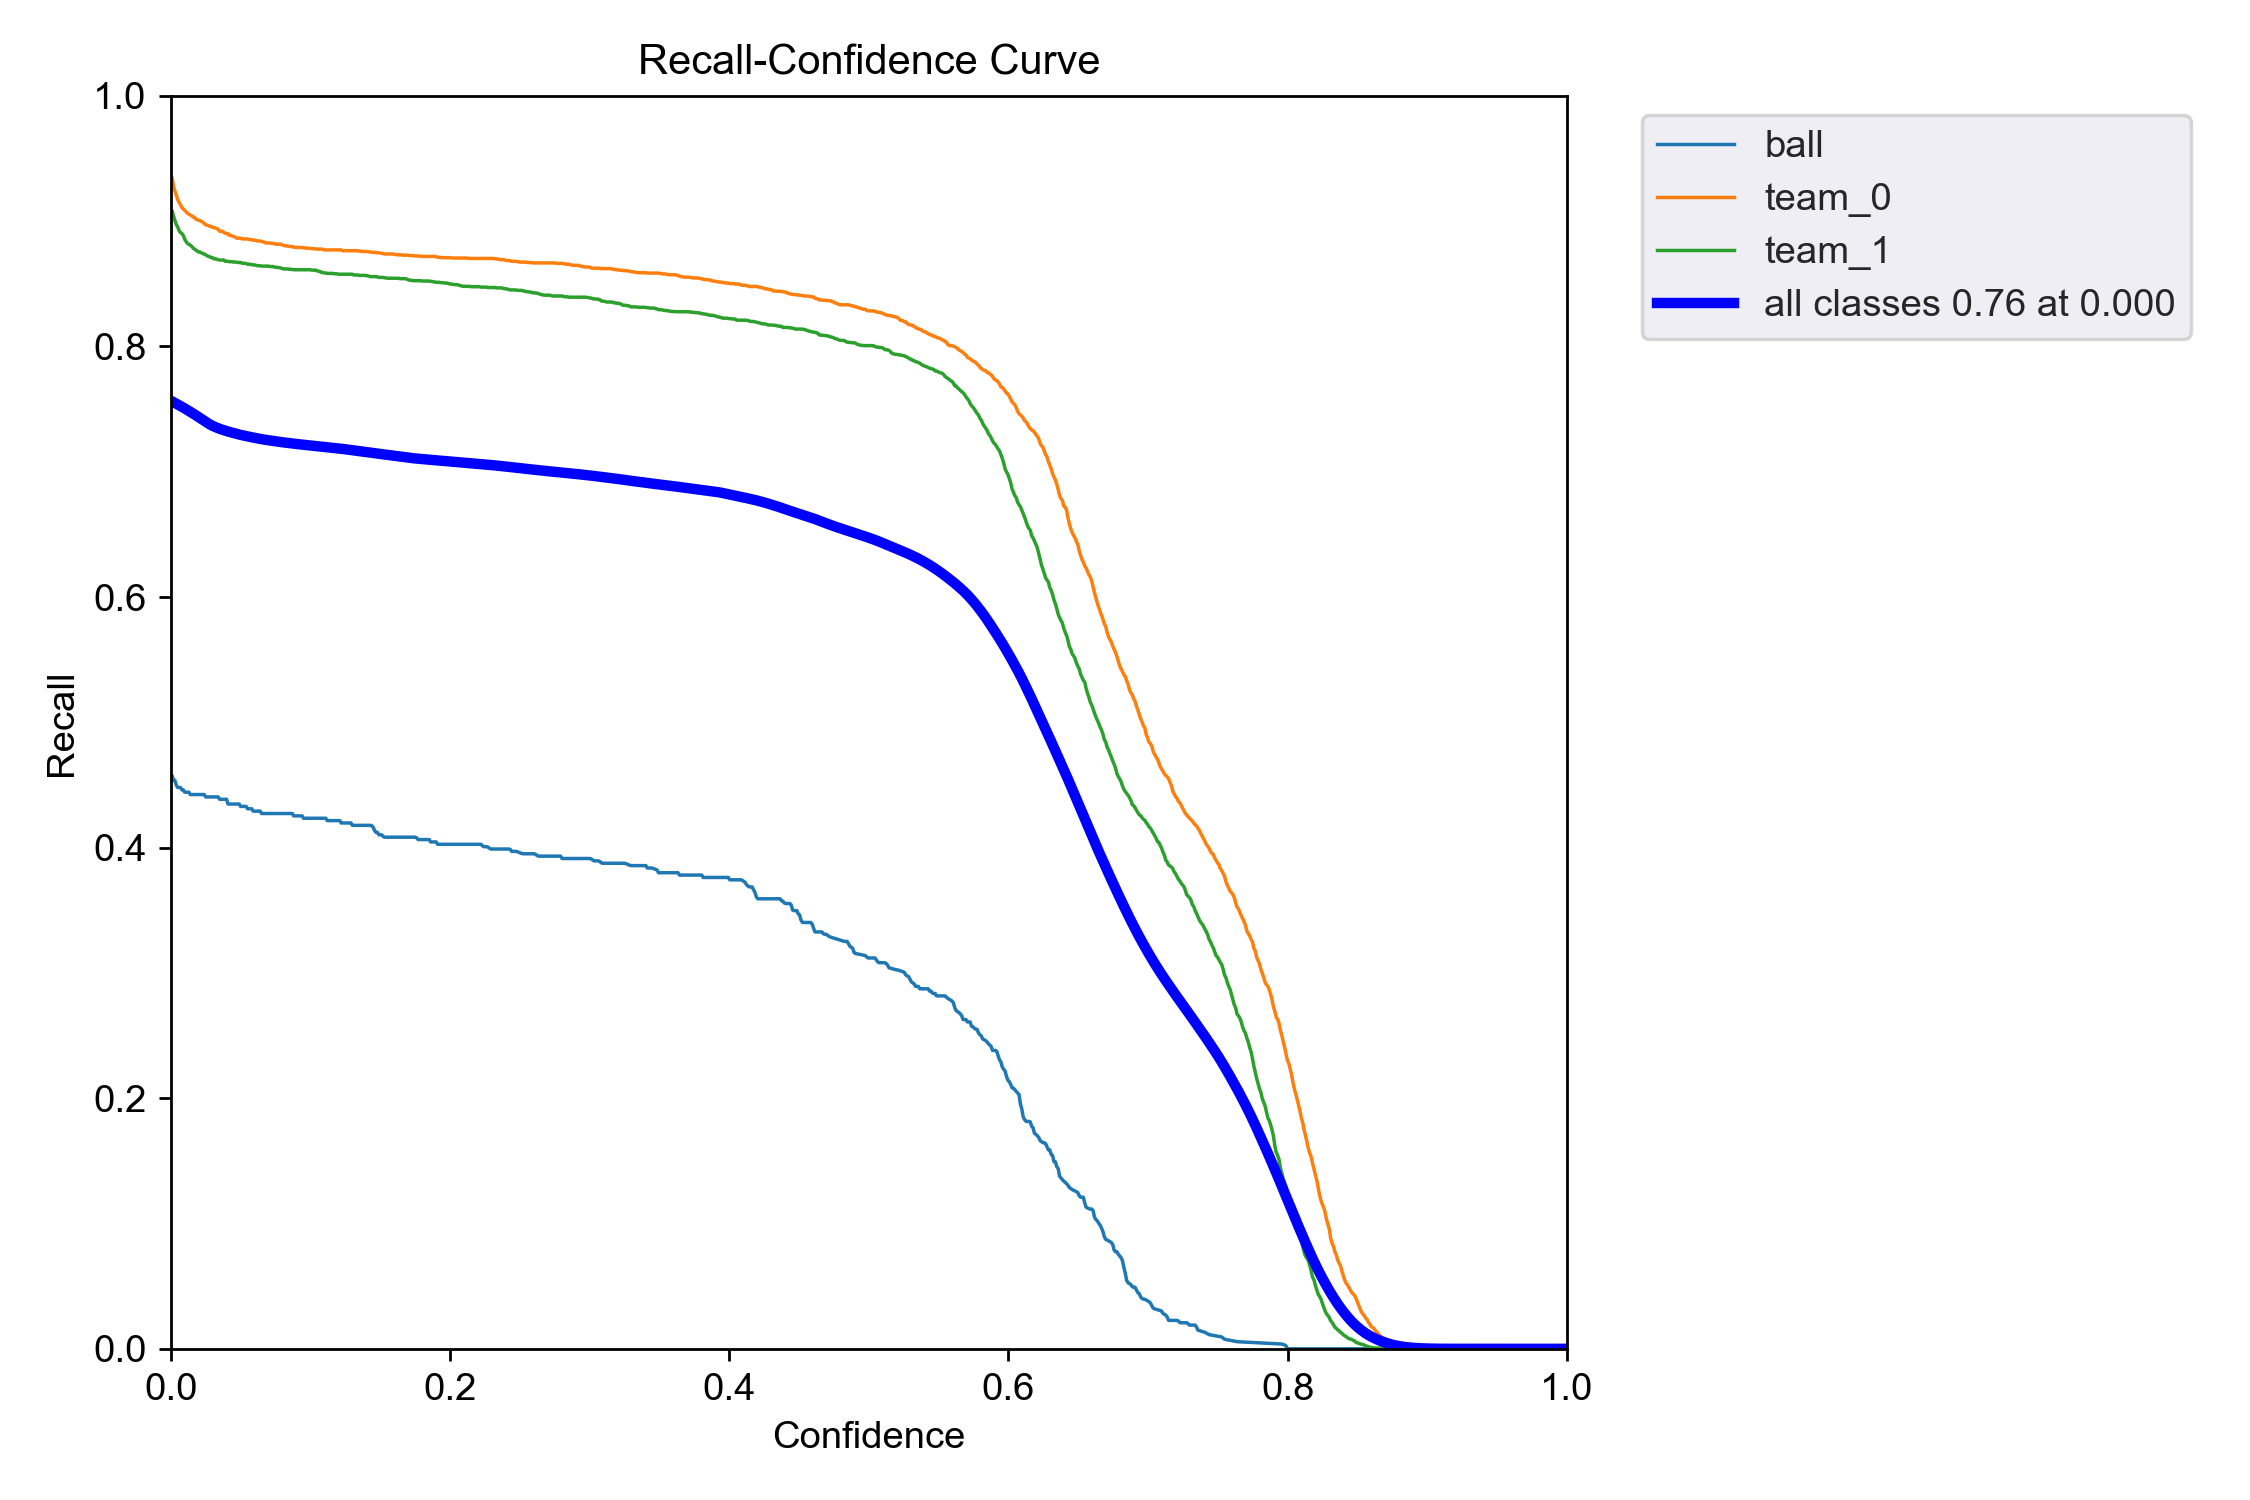 Recall-Confidence Curve
1.0
0.8
0.6
0.4
0.2
0.0
Recall
0.0 0.2 0.4 0.6 0.8 1.0
Confidence
ball
team_0
team_1
all classes 0.76 at 0.000